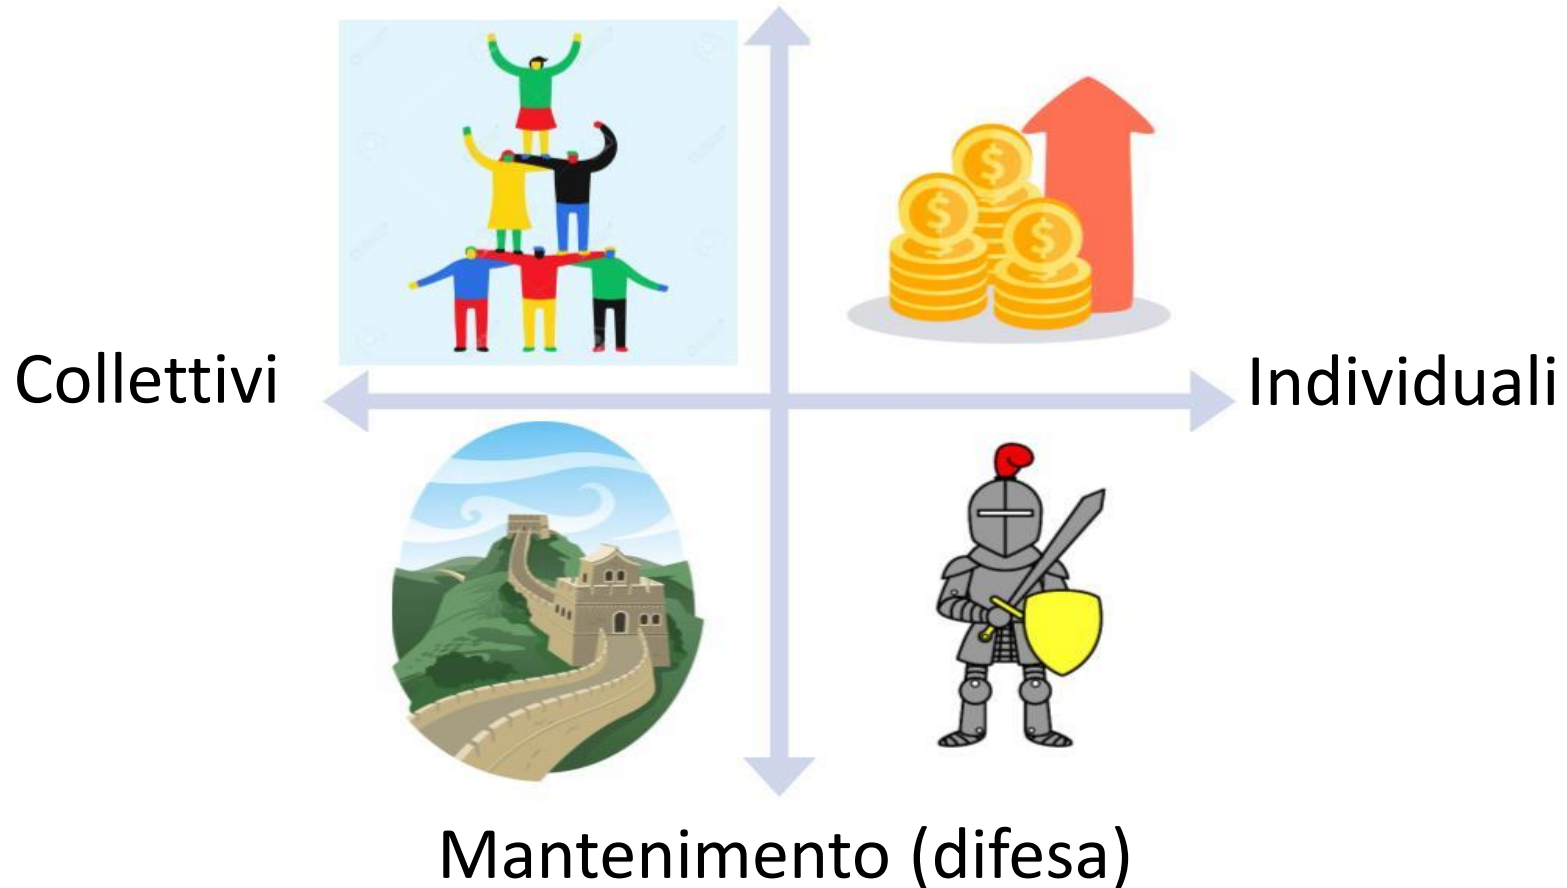 Collettivi
Individuali
$
$
$
Mantenimento (difesa)